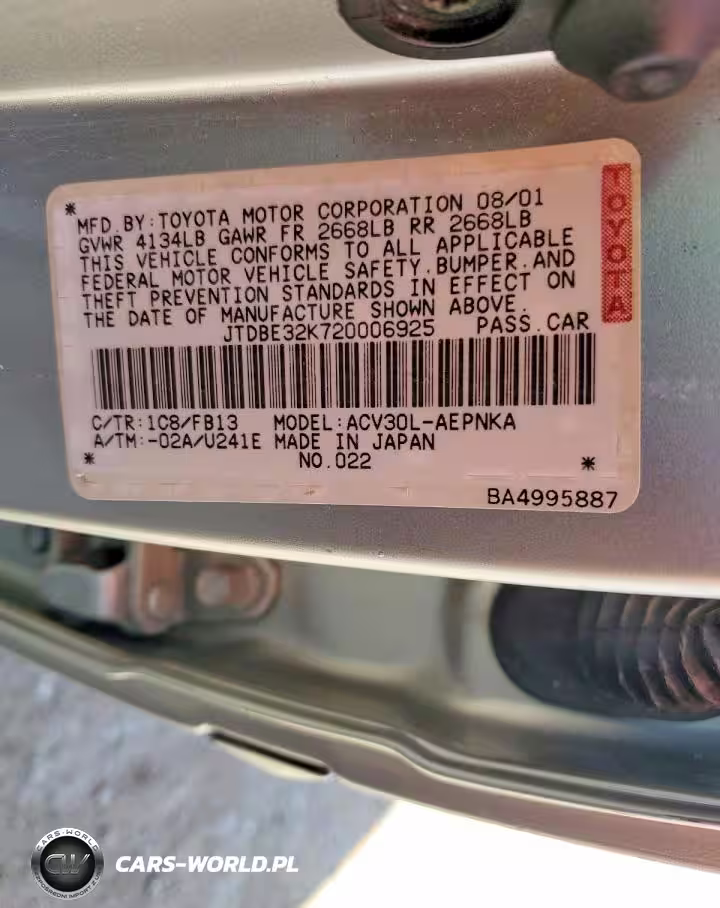 * MFD.BY:TOYOTA MOTOR CORPORATION 08/01
GVWR 4134LB GAWR FR 2668LB RR 2668LB
THIS VEHICLE CONFORMS TO ALL APPLICABLE
FEDERAL MOTOR VEHICLE SAFETY,BUMPER,AND
THEFT PREVENTION STANDARDS IN EFFECT ON
THE DATE OF MANUFACTURE SHOWN ABOVE.
JTDBE32K720006925 PASS.CAR
C/TR:1C8/FB13 MODEL:ACV30L-AEPNKA
A/TM:-02A/U241E MADE IN JAPAN
* NO.022 *
BA4995887
TOYOTA
CARS-WORLD
CW
CARS-WORLD.PL